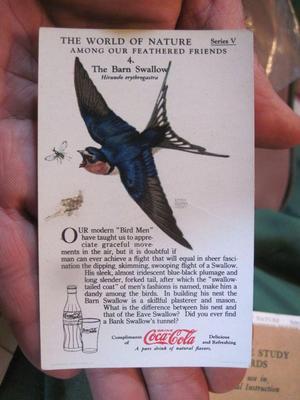 THE WORLD OF NATURE Series V
AMONG OUR FEATHERED FRIENDS
4.
The Barn Swallow
Hirundo erythrogastra
OUR modern "Bird Men"
have taught us to appre-
ciate graceful move-
ments in the air, but it is doubtful if
man can ever achieve a flight that will equal in sheer fasci-
nation the dipping, skimming, swooping flight of a Swallow.
His sleek, almost iridescent blue-black plumage and
long slender, forked tail, after which the "swallow-
tailed coat" of men's fashions is named, make him a
dandy among the birds. In building his nest the
Barn Swallow is a skillful plasterer and mason.
What is the difference between his nest and
that of the Eave Swallow? Did you ever find
a Bank Swallow's tunnel?
Compliments of Coca-Cola Delicious and Refreshing
A pure drink of natural flavors.
NATURE
STUDY
DS
use in
Instruction